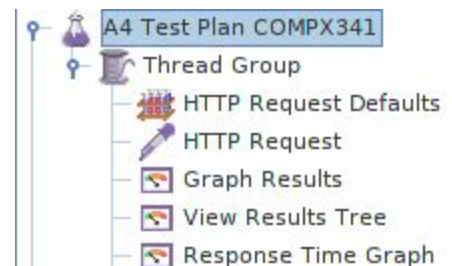 A4 Test Plan COMPX341
Thread Group
HTTP Request Defaults
HTTP Request
Graph Results
View Results Tree
Response Time Graph